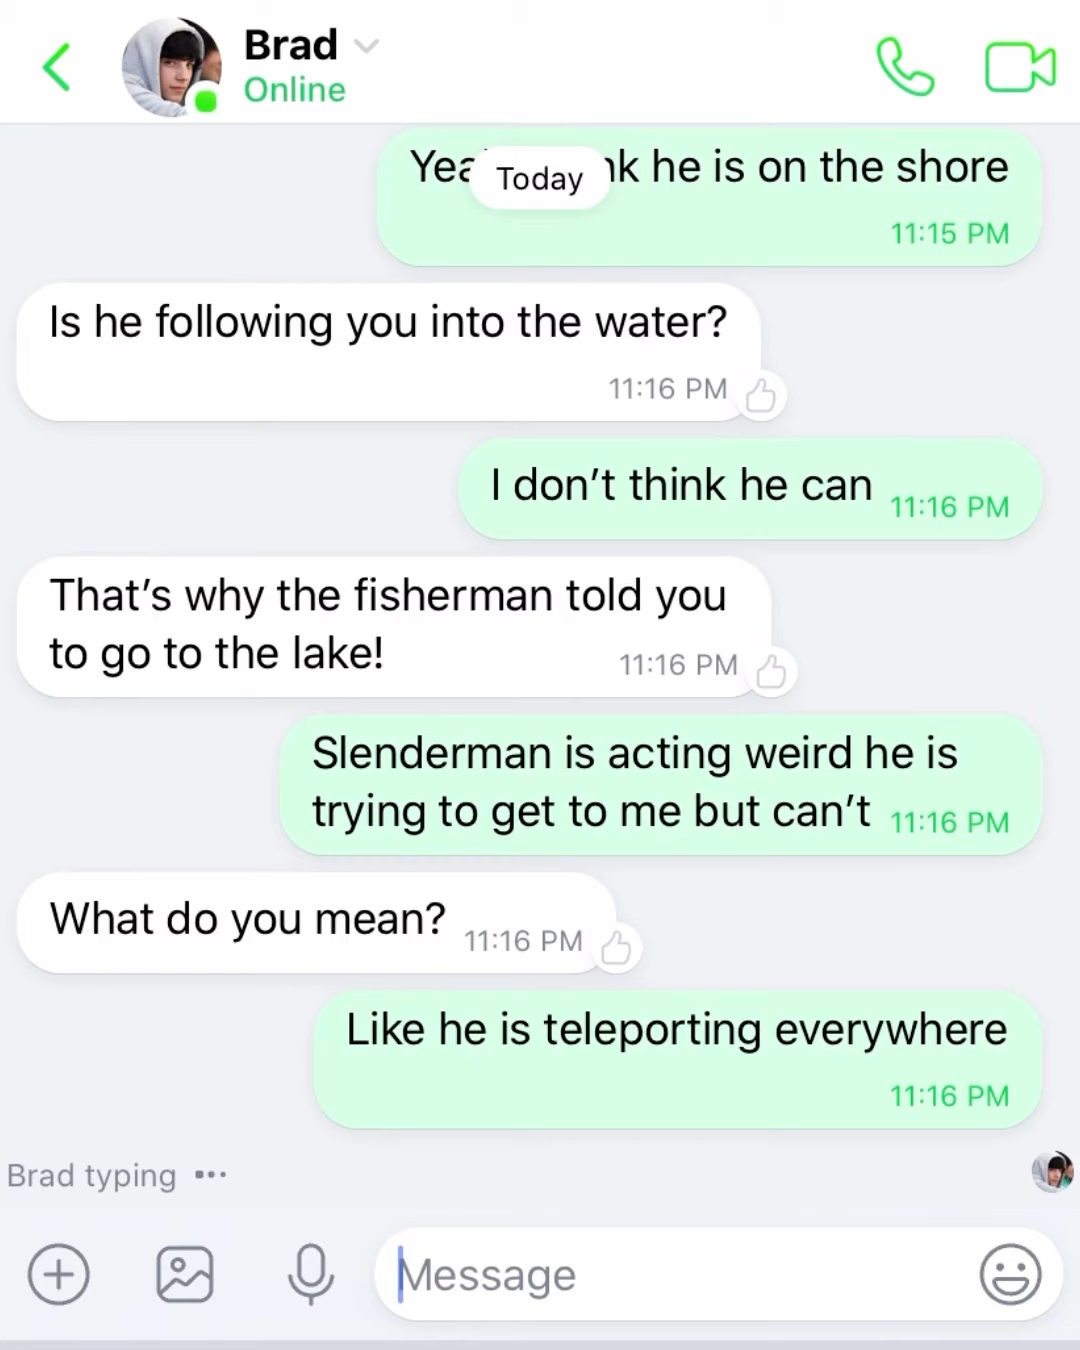 Brad
Online
Today
he is on the shore
11:15 PM
Is he following you into the water?
11:16 PM
I don’t think he can 11:16 PM
That’s why the fisherman told you
to go to the lake! 11:16 PM
Slenderman is acting weird he is
trying to get to me but can’t 11:16 PM
What do you mean? 11:16 PM
Like he is teleporting everywhere
11:16 PM
Brad typing •••
Message